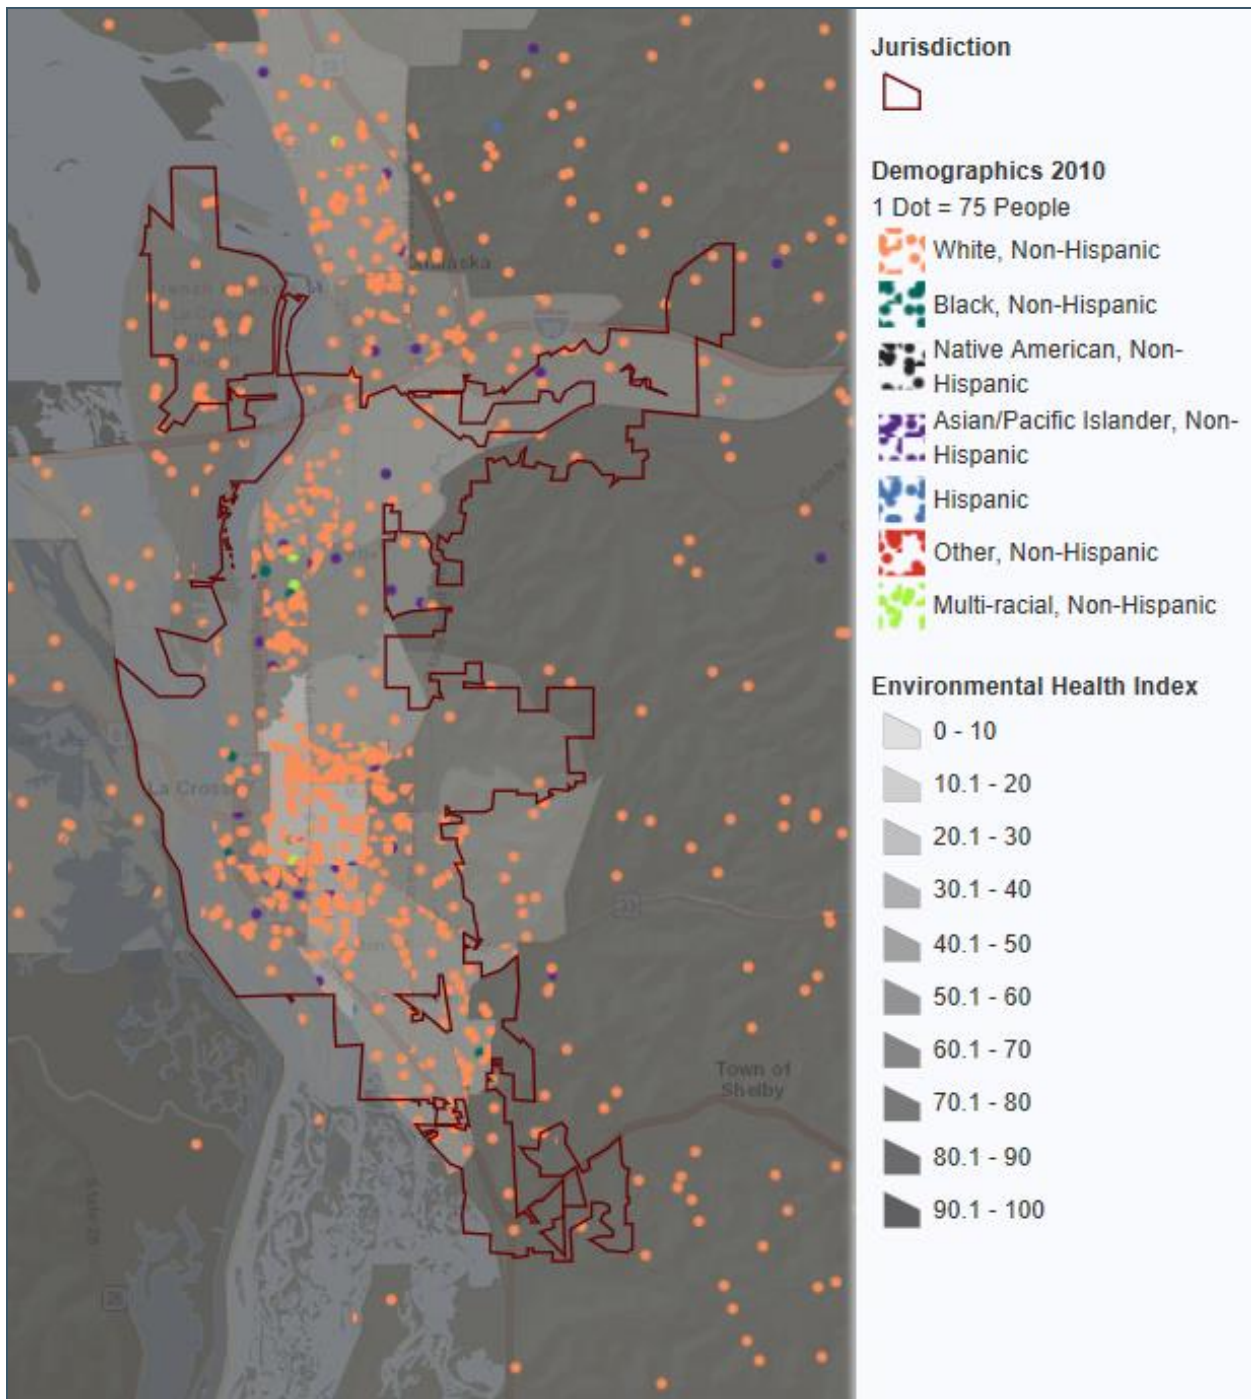 Jurisdiction
Demographics 2010
1 Dot = 75 People
White, Non-Hispanic
Black, Non-Hispanic
Native American, Non-
Hispanic
Asian/Pacific Islander, Non-
Hispanic
Hispanic
Other, Non-Hispanic
Multi-racial, Non-Hispanic
Environmental Health Index
0 - 10
10.1 - 20
20.1 - 30
30.1 - 40
40.1 - 50
50.1 - 60
60.1 - 70
70.1 - 80
80.1 - 90
90.1 - 100
La Cross
Town of
Shelby
33
26